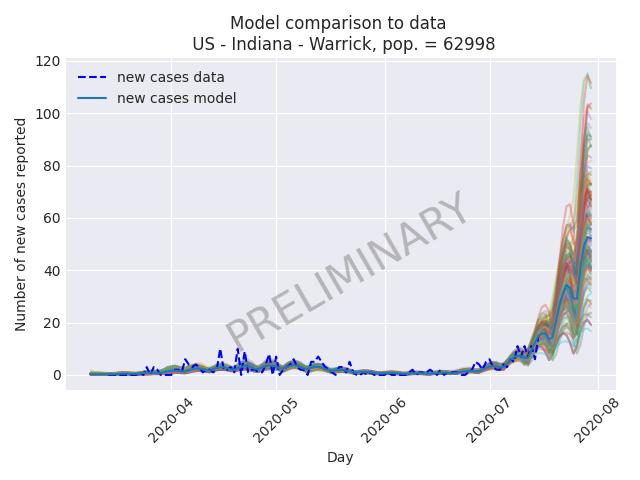 Model comparison to data
US - Indiana - Warrick, pop. = 62998
120
100
80
60
40
20
0
Number of new cases reported
new cases data
new cases model
PRELIMINARY
2020-04
2020-05
2020-06
2020-07
2020-08
Day